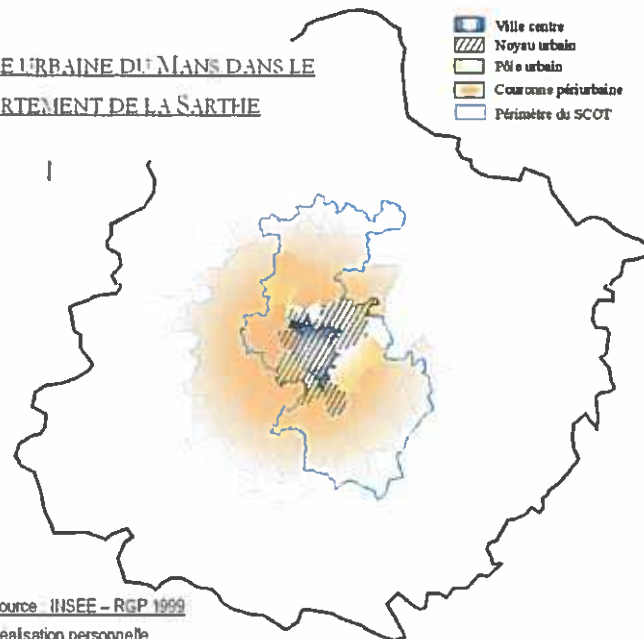 E URBAINE DU MANS DANS LE
RTEMENT DE LA SARTHE
Ville centre
Noyau urbain
Pôle urbain
Couronne périurbaine
Périmètre du SCOT
ource : INSEE – RGP 1999
éalisation personnelle